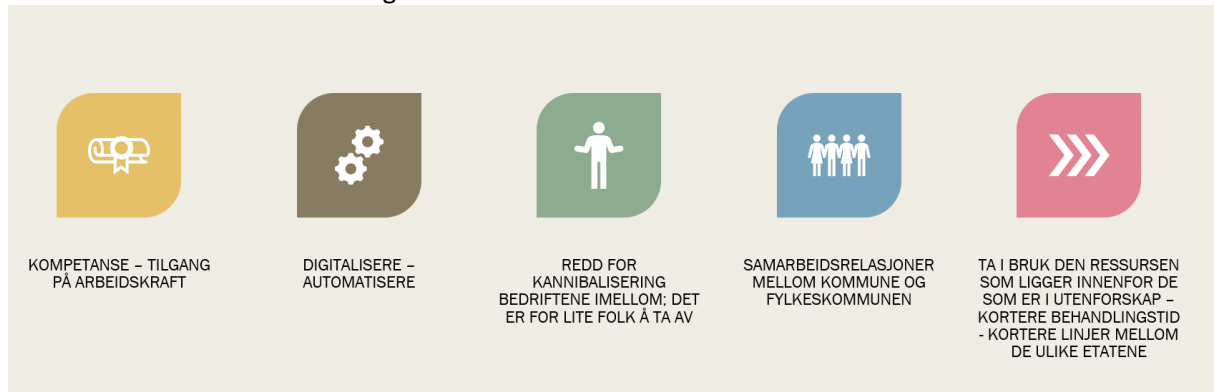 KOMPETANSE – TILGANG
PÅ ARBEIDSKRAFT
DIGITALISERE –
AUTOMATISERE
REDD FOR
KANNIBALISERING
BEDRIFTENE IMELLOM; DET
ER FOR LITE FOLK Å TA AV
SAMARBEIDSRELASJONER
MELLOM KOMMUNE OG
FYLKESKOMMUNEN
TA I BRUK DEN RESSURSEN
SOM LIGGER INNENFOR DE
SOM ER I UTENFORSKAP –
KORTERE BEHANDLINGSTID
- KORTERE LINJER MELLOM
DE ULIKE ETATENE